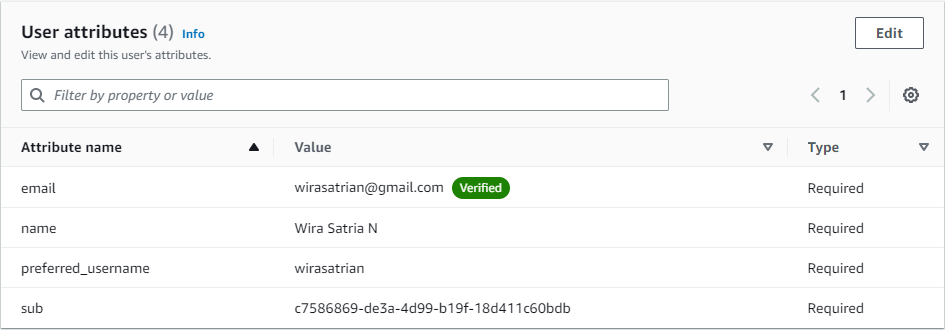 User attributes (4) Info
View and edit this user's attributes.
Edit
Filter by property or value
1
Attribute name Value Type
email wirasatrian@gmail.com Verified Required
name Wira Satria N Required
preferred_username wirasatrian Required
sub c7586869-de3a-4d99-b19f-18d411c60bdb Required